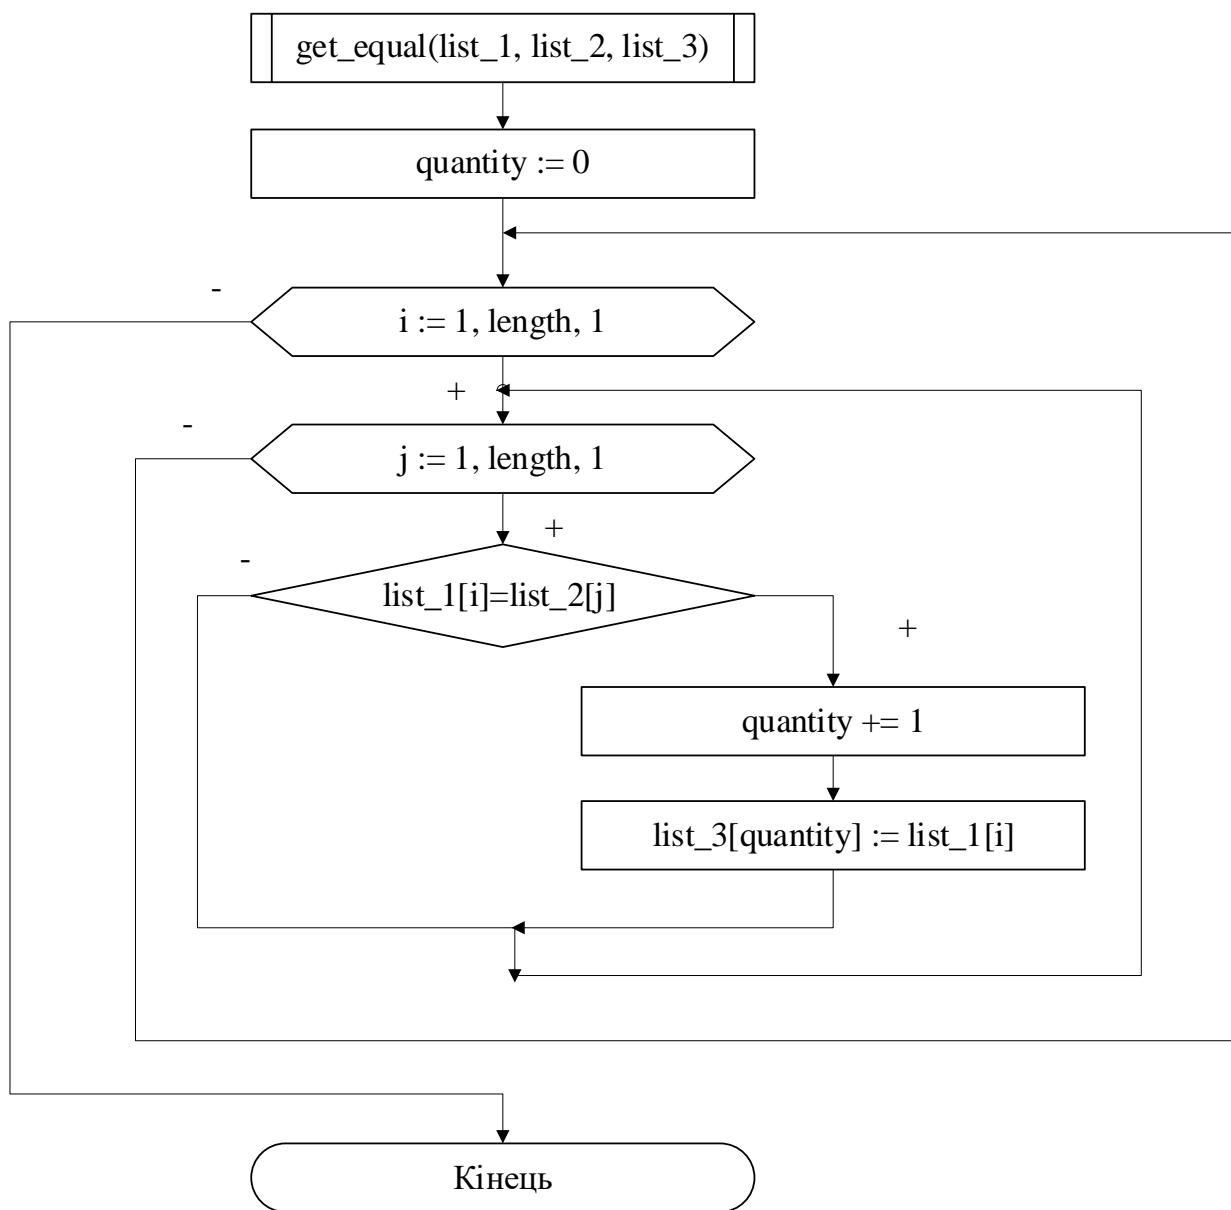 get_equal(list_1, list_2, list_3)
quantity := 0
-
i := 1, length, 1
+
-
j := 1, length, 1
+
-
list_1[i]=list_2[j]
+
quantity += 1
list_3[quantity] := list_1[i]
Кінець